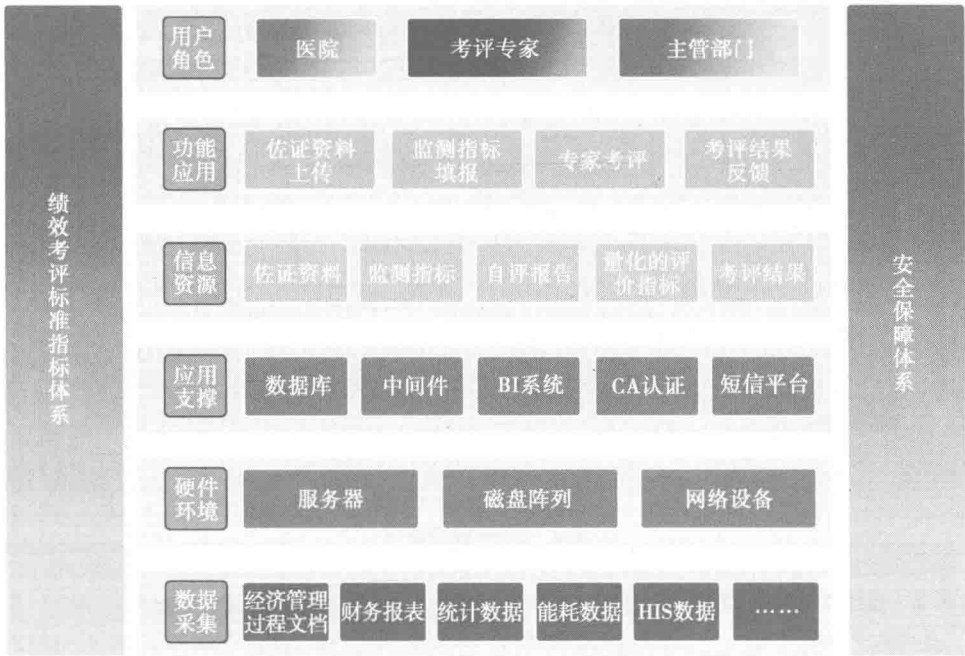 绩效考评标准指标体系
用户
角色
医院
考评专家
主管部门
功能
应用
佐证资料
上传
监测指标
填报
专家考评
考评结果
反馈
信息
资源
佐证资料
监测指标
自评报告
量化的评
价指标
考评结果
应用
支撑
数据库
中间件
BI系统
CA认证
短信平台
硬件
环境
服务器
磁盘阵列
网络设备
数据
采集
经济管理
过程文档
财务报表
统计数据
能耗数据
HIS数据
……
安全保障体系